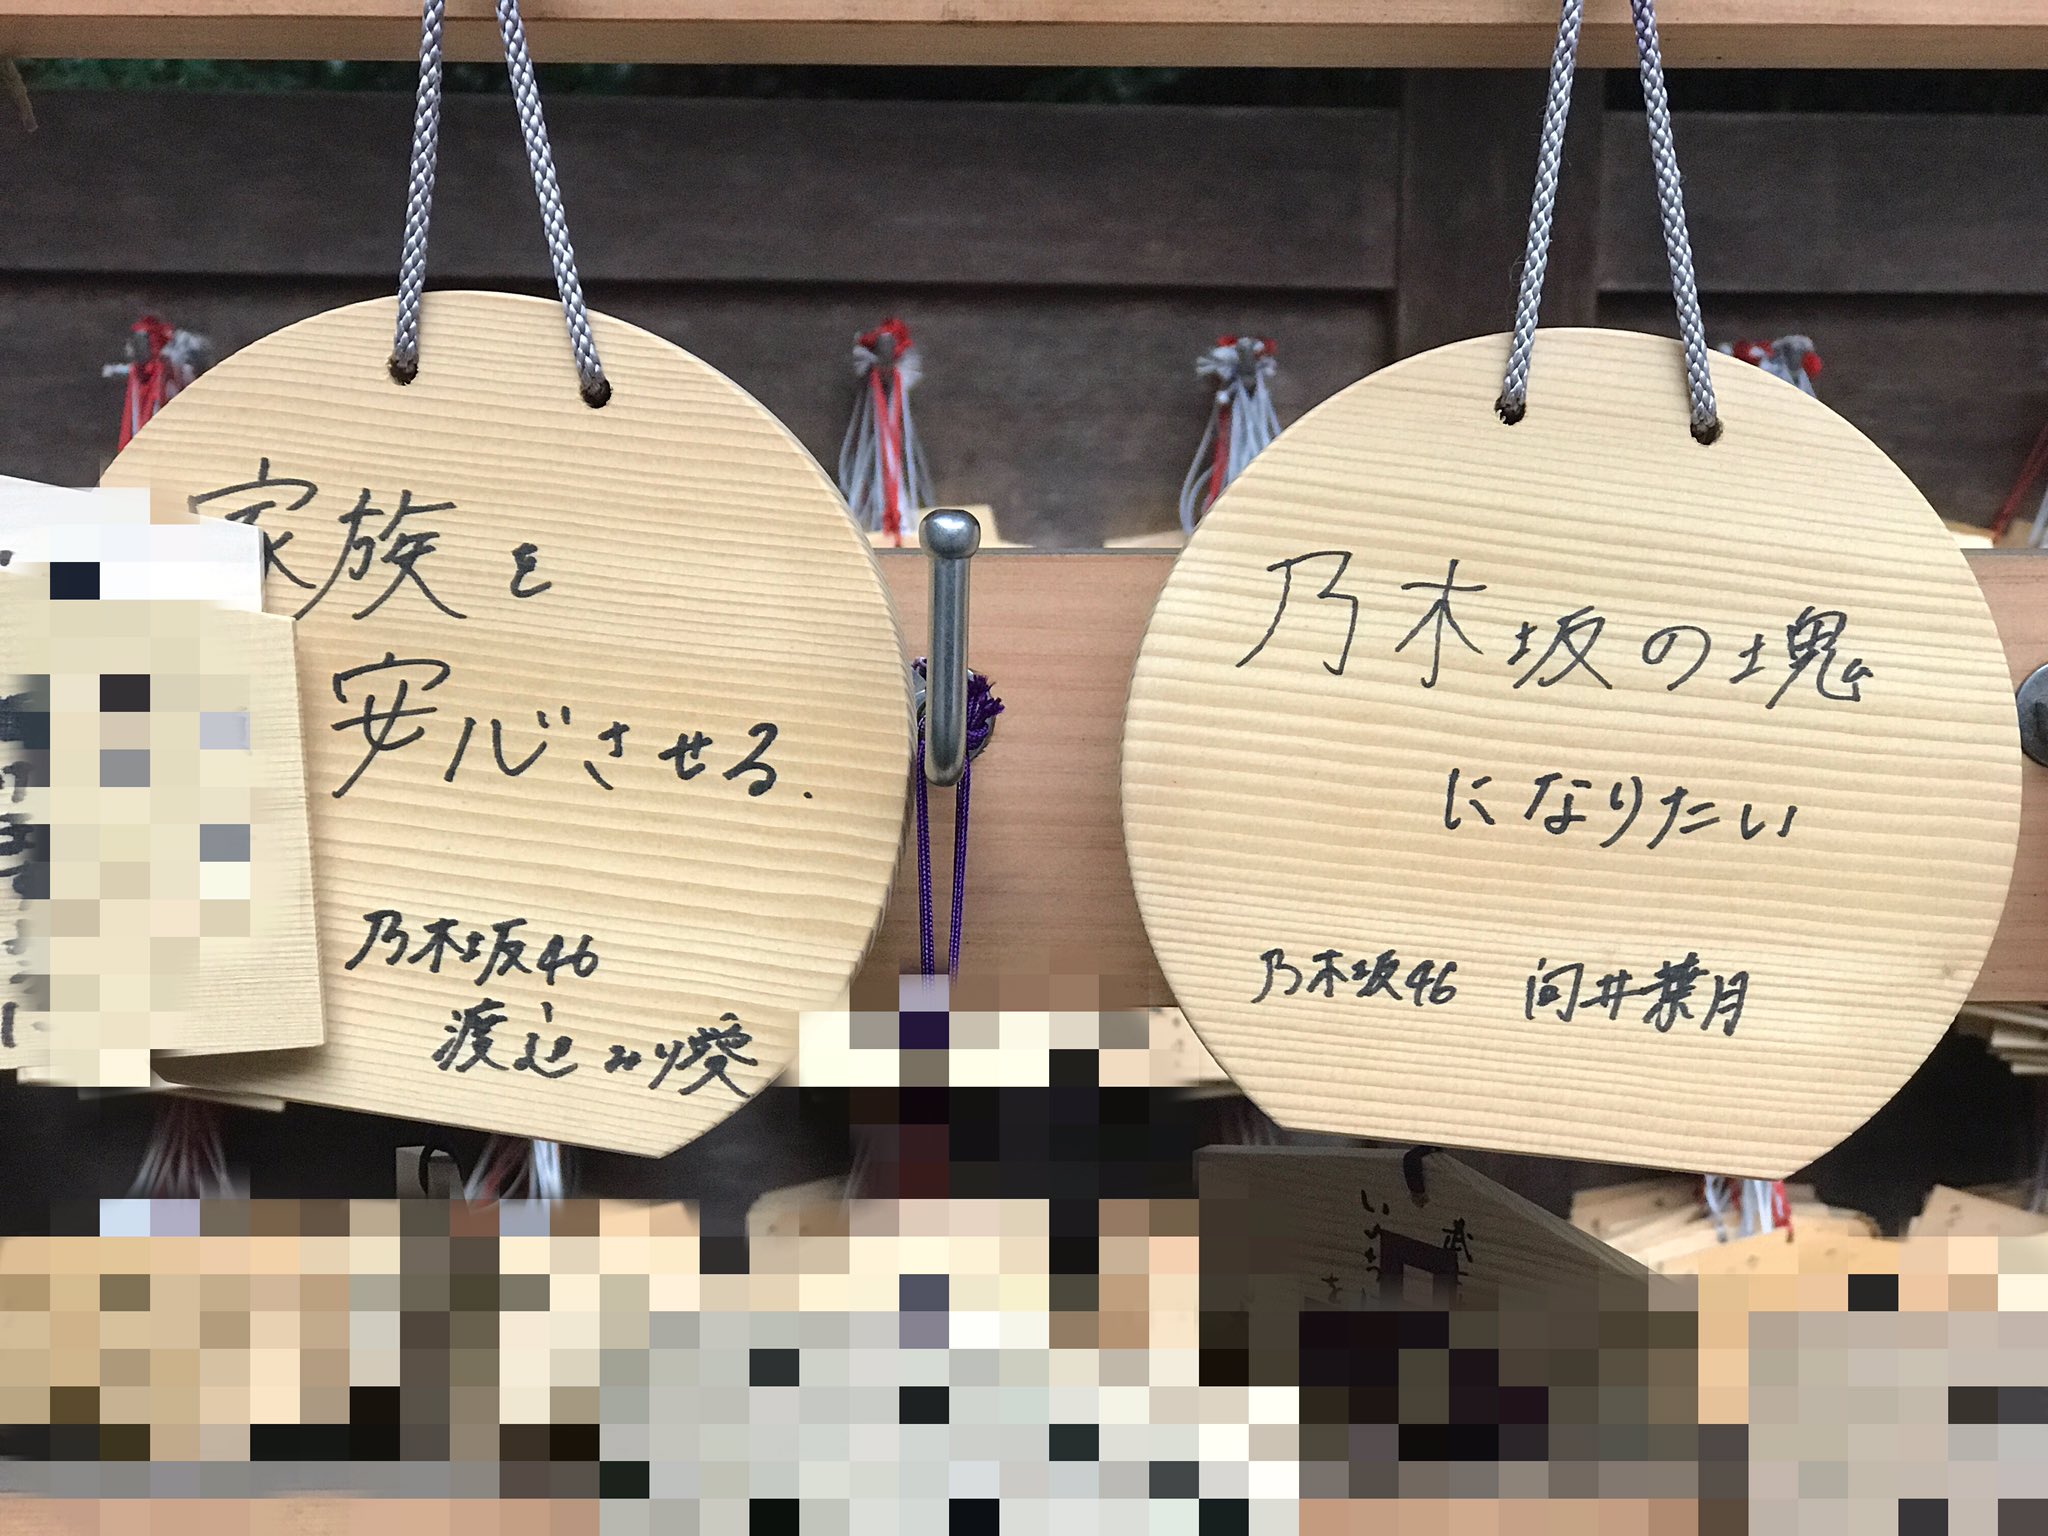 家族を
安心させる.
乃木坂46
渡辺みり愛
乃木坂の塊
になりたい
乃木坂46 向井葉月